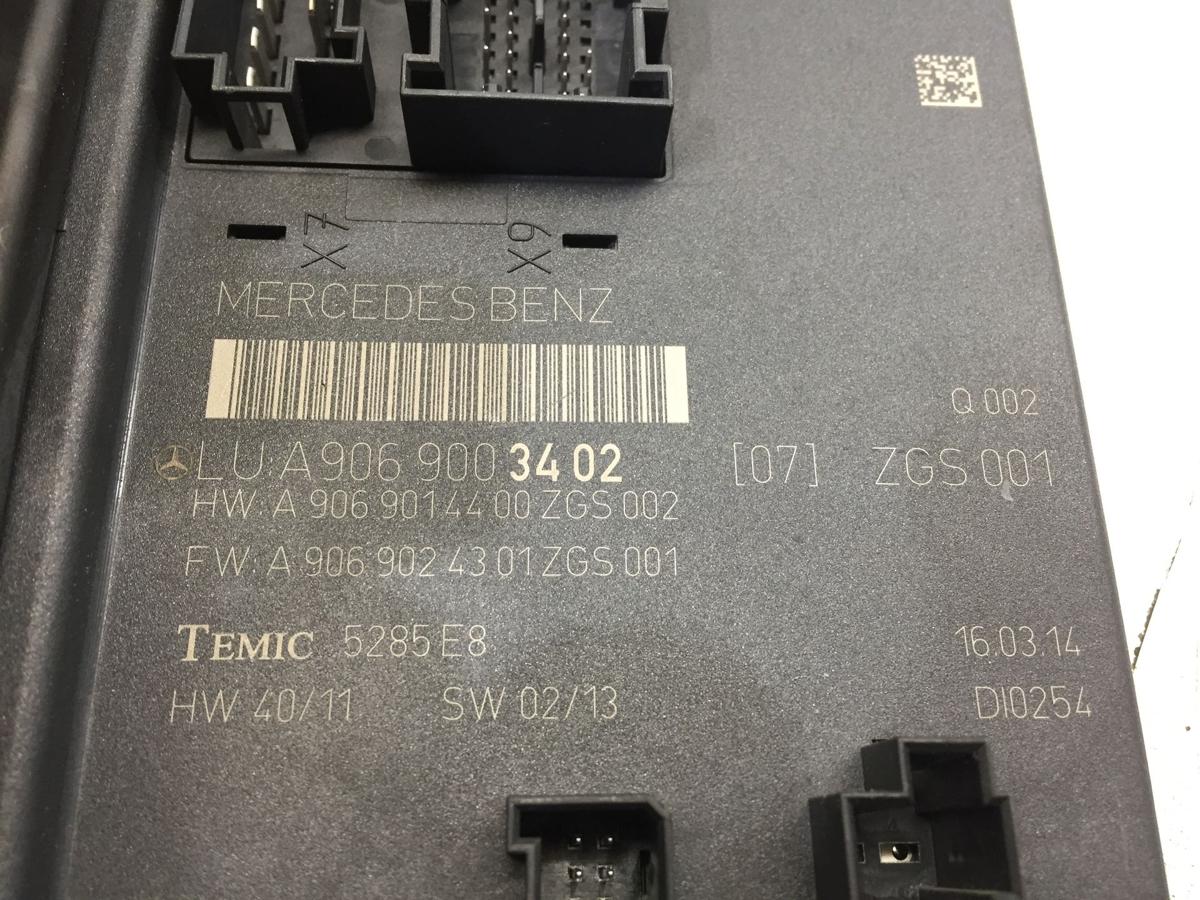 X7 X6
MERCEDES BENZ
Q 002
LU: A 906 900 34 02 [07] ZGS 001
HW: A 906 901 44 00 ZGS 002
FW: A 906 902 43 01 ZGS 001
TEMIC 5285 E8 16.03.14
HW 40/11 SW 02/13 DI0254